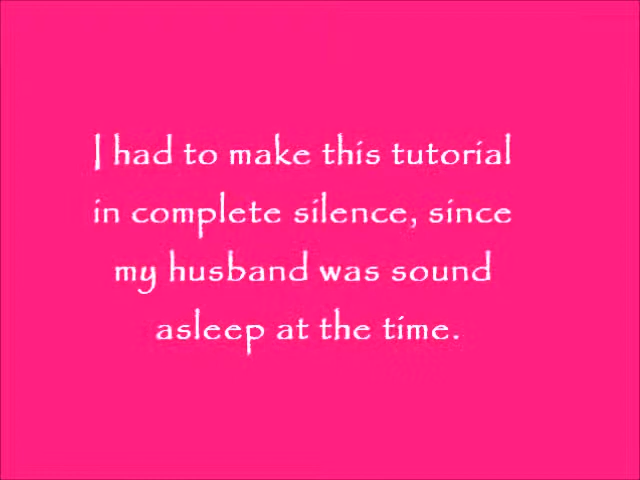 I had to make this tutorial
in complete silence, since
my husband was sound
asleep at the time.